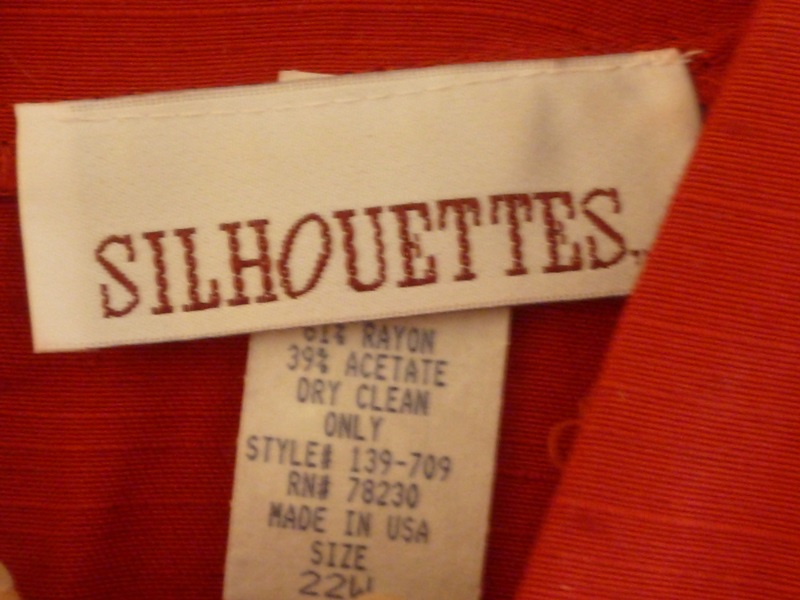 SILHOUETTES.
61% RAYON
39% ACETATE
DRY CLEAN
ONLY
STYLE# 139-709
RN# 78230
MADE IN USA
SIZE
22W